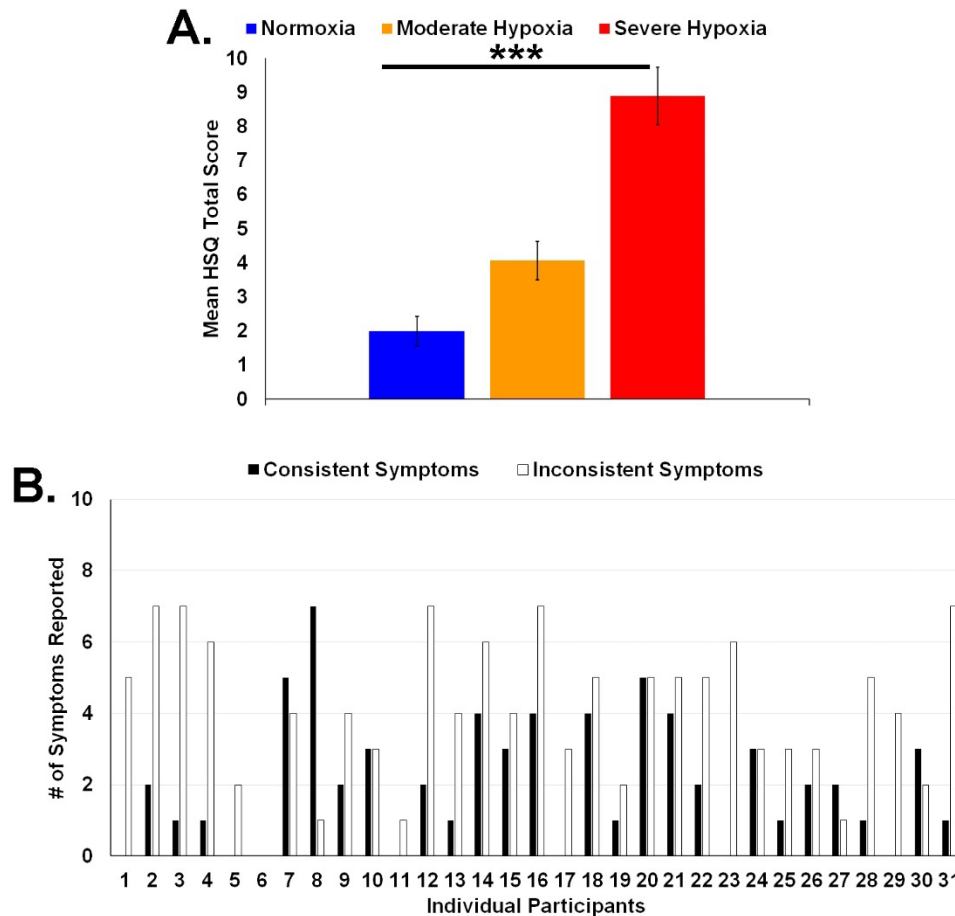 A.
Normoxia Moderate Hypoxia Severe Hypoxia
***
10
9
8
7
6
5
4
3
2
1
0
Mean HSQ Total Score
B.
Consistent Symptoms Inconsistent Symptoms
10
8
6
4
2
0
# of Symptoms Reported
1 2 3 4 5 6 7 8 9 10 11 12 13 14 15 16 17 18 19 20 21 22 23 24 25 26 27 28 29 30 31
Individual Participants